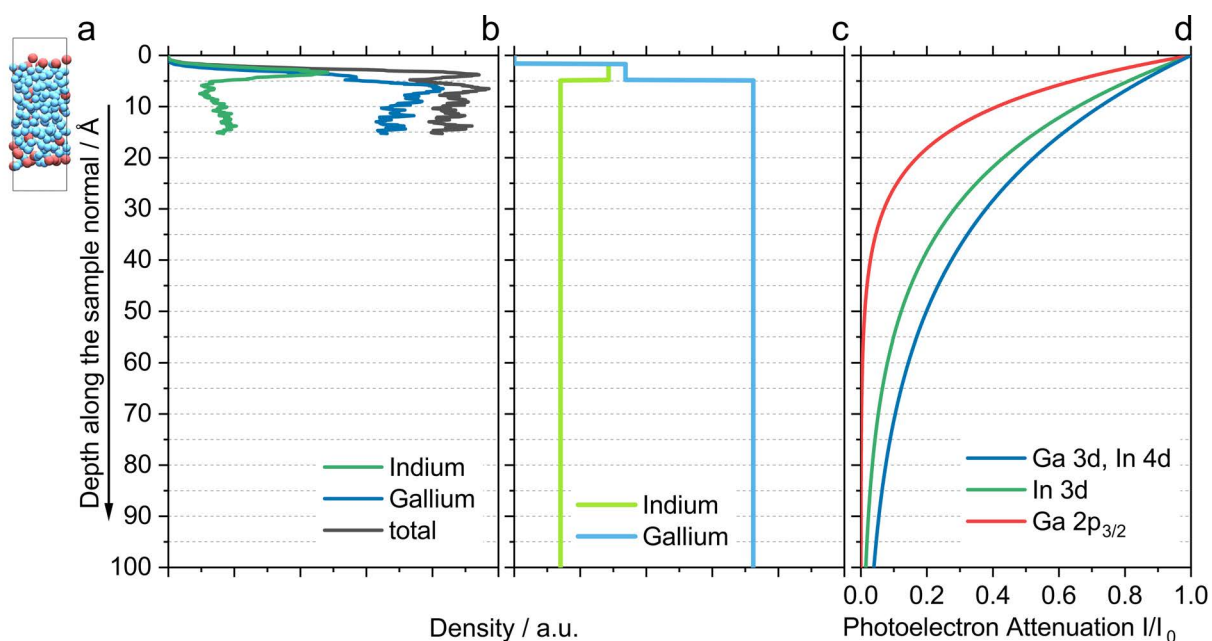 a
b
c
d
Depth along the sample normal / Å
0
10
20
30
40
50
60
70
80
90
100
Indium
Gallium
total
Indium
Gallium
Ga 3d, In 4d
In 3d
Ga 2p3/2
0.0 0.2 0.4 0.6 0.8 1.0
Density / a.u.
Photoelectron Attenuation I/I0